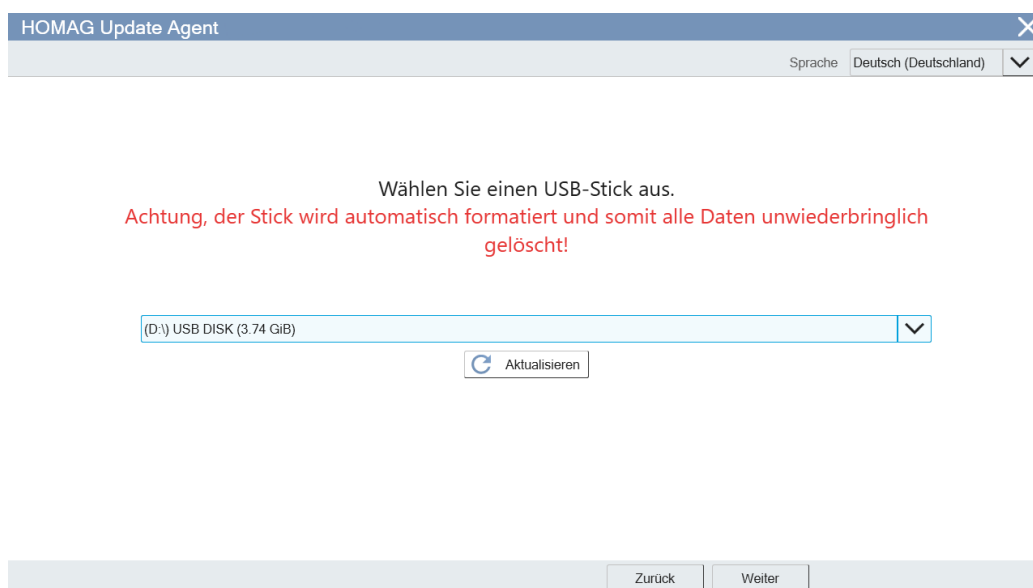 HOMAG Update Agent
Sprache Deutsch (Deutschland)
Wählen Sie einen USB-Stick aus.
Achtung, der Stick wird automatisch formatiert und somit alle Daten unwiederbringlich
gelöscht!
(D:\) USB DISK (3.74 GiB)
Aktualisieren
Zurück Weiter